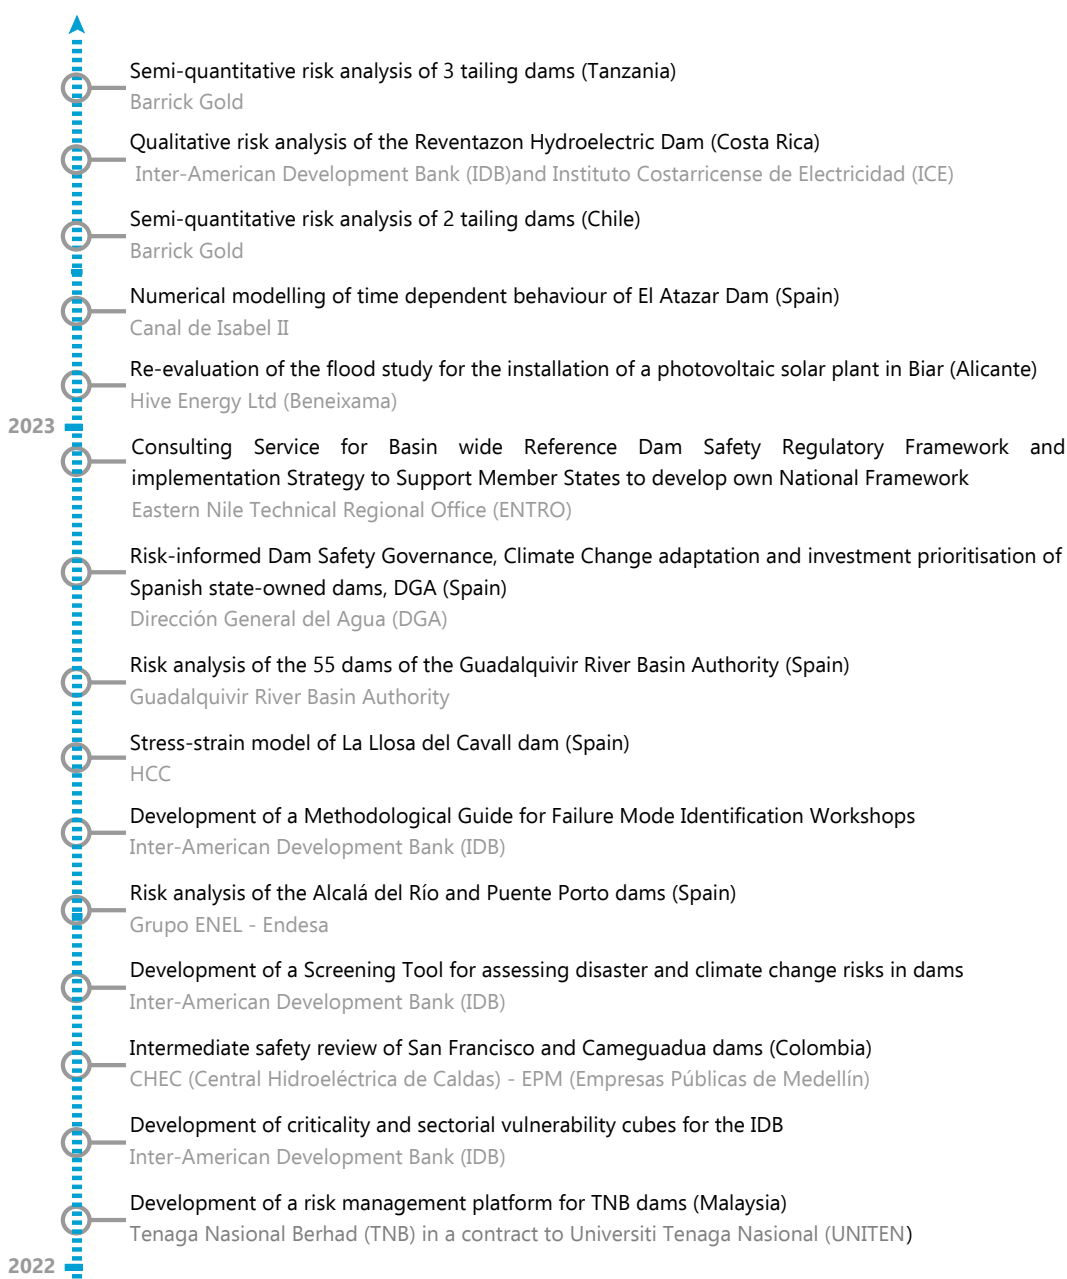 Semi-quantitative risk analysis of 3 tailing dams (Tanzania)
Barrick Gold
Qualitative risk analysis of the Reventazon Hydroelectric Dam (Costa Rica)
Inter-American Development Bank (IDB)and Instituto Costarricense de Electricidad (ICE)
Semi-quantitative risk analysis of 2 tailing dams (Chile)
Barrick Gold
Numerical modelling of time dependent behaviour of El Atazar Dam (Spain)
Canal de Isabel II
Re-evaluation of the flood study for the installation of a photovoltaic solar plant in Biar (Alicante)
Hive Energy Ltd (Beneixama)
2023
Consulting Service for Basin wide Reference Dam Safety Regulatory Framework and
implementation Strategy to Support Member States to develop own National Framework
Eastern Nile Technical Regional Office (ENTRO)
Risk-informed Dam Safety Governance, Climate Change adaptation and investment prioritisation of
Spanish state-owned dams, DGA (Spain)
Dirección General del Agua (DGA)
Risk analysis of the 55 dams of the Guadalquivir River Basin Authority (Spain)
Guadalquivir River Basin Authority
Stress-strain model of La Llosa del Cavall dam (Spain)
HCC
Development of a Methodological Guide for Failure Mode Identification Workshops
Inter-American Development Bank (IDB)
Risk analysis of the Alcalá del Río and Puente Porto dams (Spain)
Grupo ENEL - Endesa
Development of a Screening Tool for assessing disaster and climate change risks in dams
Inter-American Development Bank (IDB)
Intermediate safety review of San Francisco and Cameguadua dams (Colombia)
CHEC (Central Hidroeléctrica de Caldas) - EPM (Empresas Públicas de Medellín)
Development of criticality and sectorial vulnerability cubes for the IDB
Inter-American Development Bank (IDB)
Development of a risk management platform for TNB dams (Malaysia)
Tenaga Nasional Berhad (TNB) in a contract to Universiti Tenaga Nasional (UNITEN)
2022